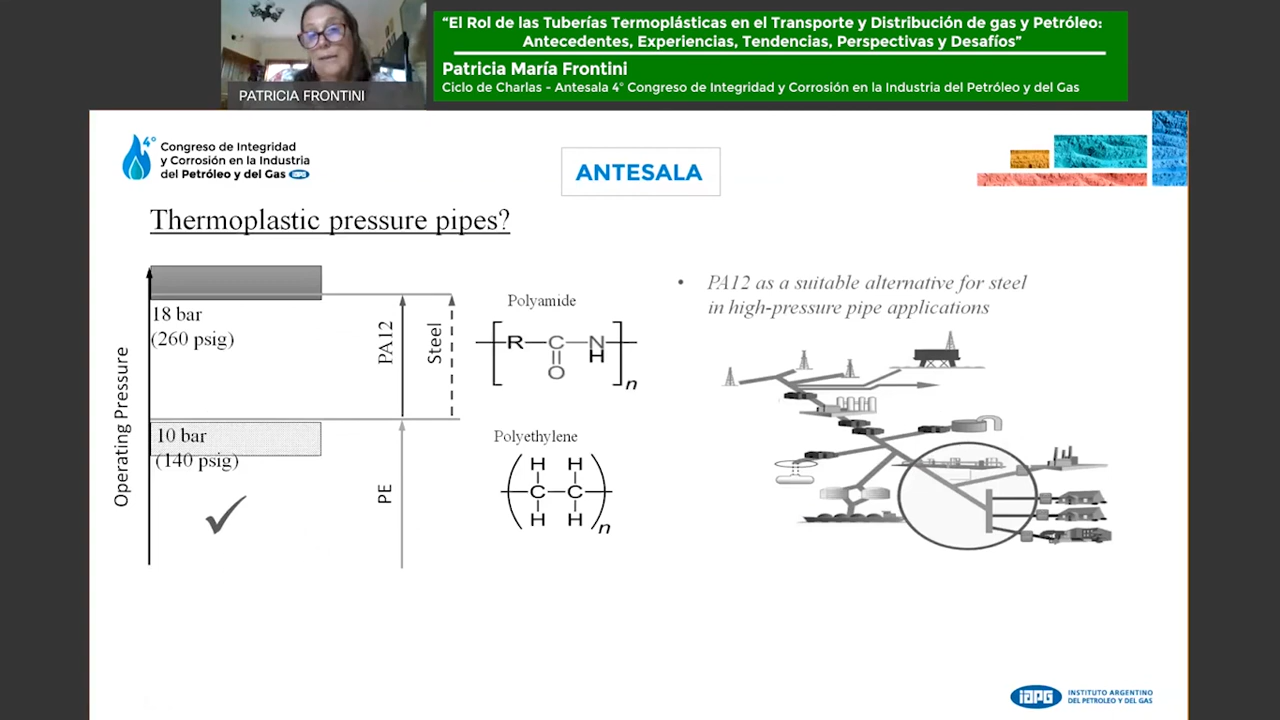 "El Rol de las Tuberías Termoplásticas en el Transporte y Distribución de gas y Petróleo:
Antecedentes, Experiencias, Tendencias, Perspectivas y Desafíos"
Patricia María Frontini
Ciclo de Charlas - Antesala 4° Congreso de Integridad y Corrosión en la Industria del Petróleo y del Gas
PATRICIA FRONTINI
4°
Congreso de Integridad
y Corrosión en la Industria
del Petróleo y del Gas iapg
ANTESALA
Thermoplastic pressure pipes?
Operating Pressure
18 bar
(260 psig)
PA12
Steel
10 bar
(140 psig)
PE
Polyamide
R C N
H
O
n
Polyethylene
H H
C C
H H
n
• PA12 as a suitable alternative for steel
in high-pressure pipe applications
iapg INSTITUTO ARGENTINO
DEL PETROLEO Y DEL GAS